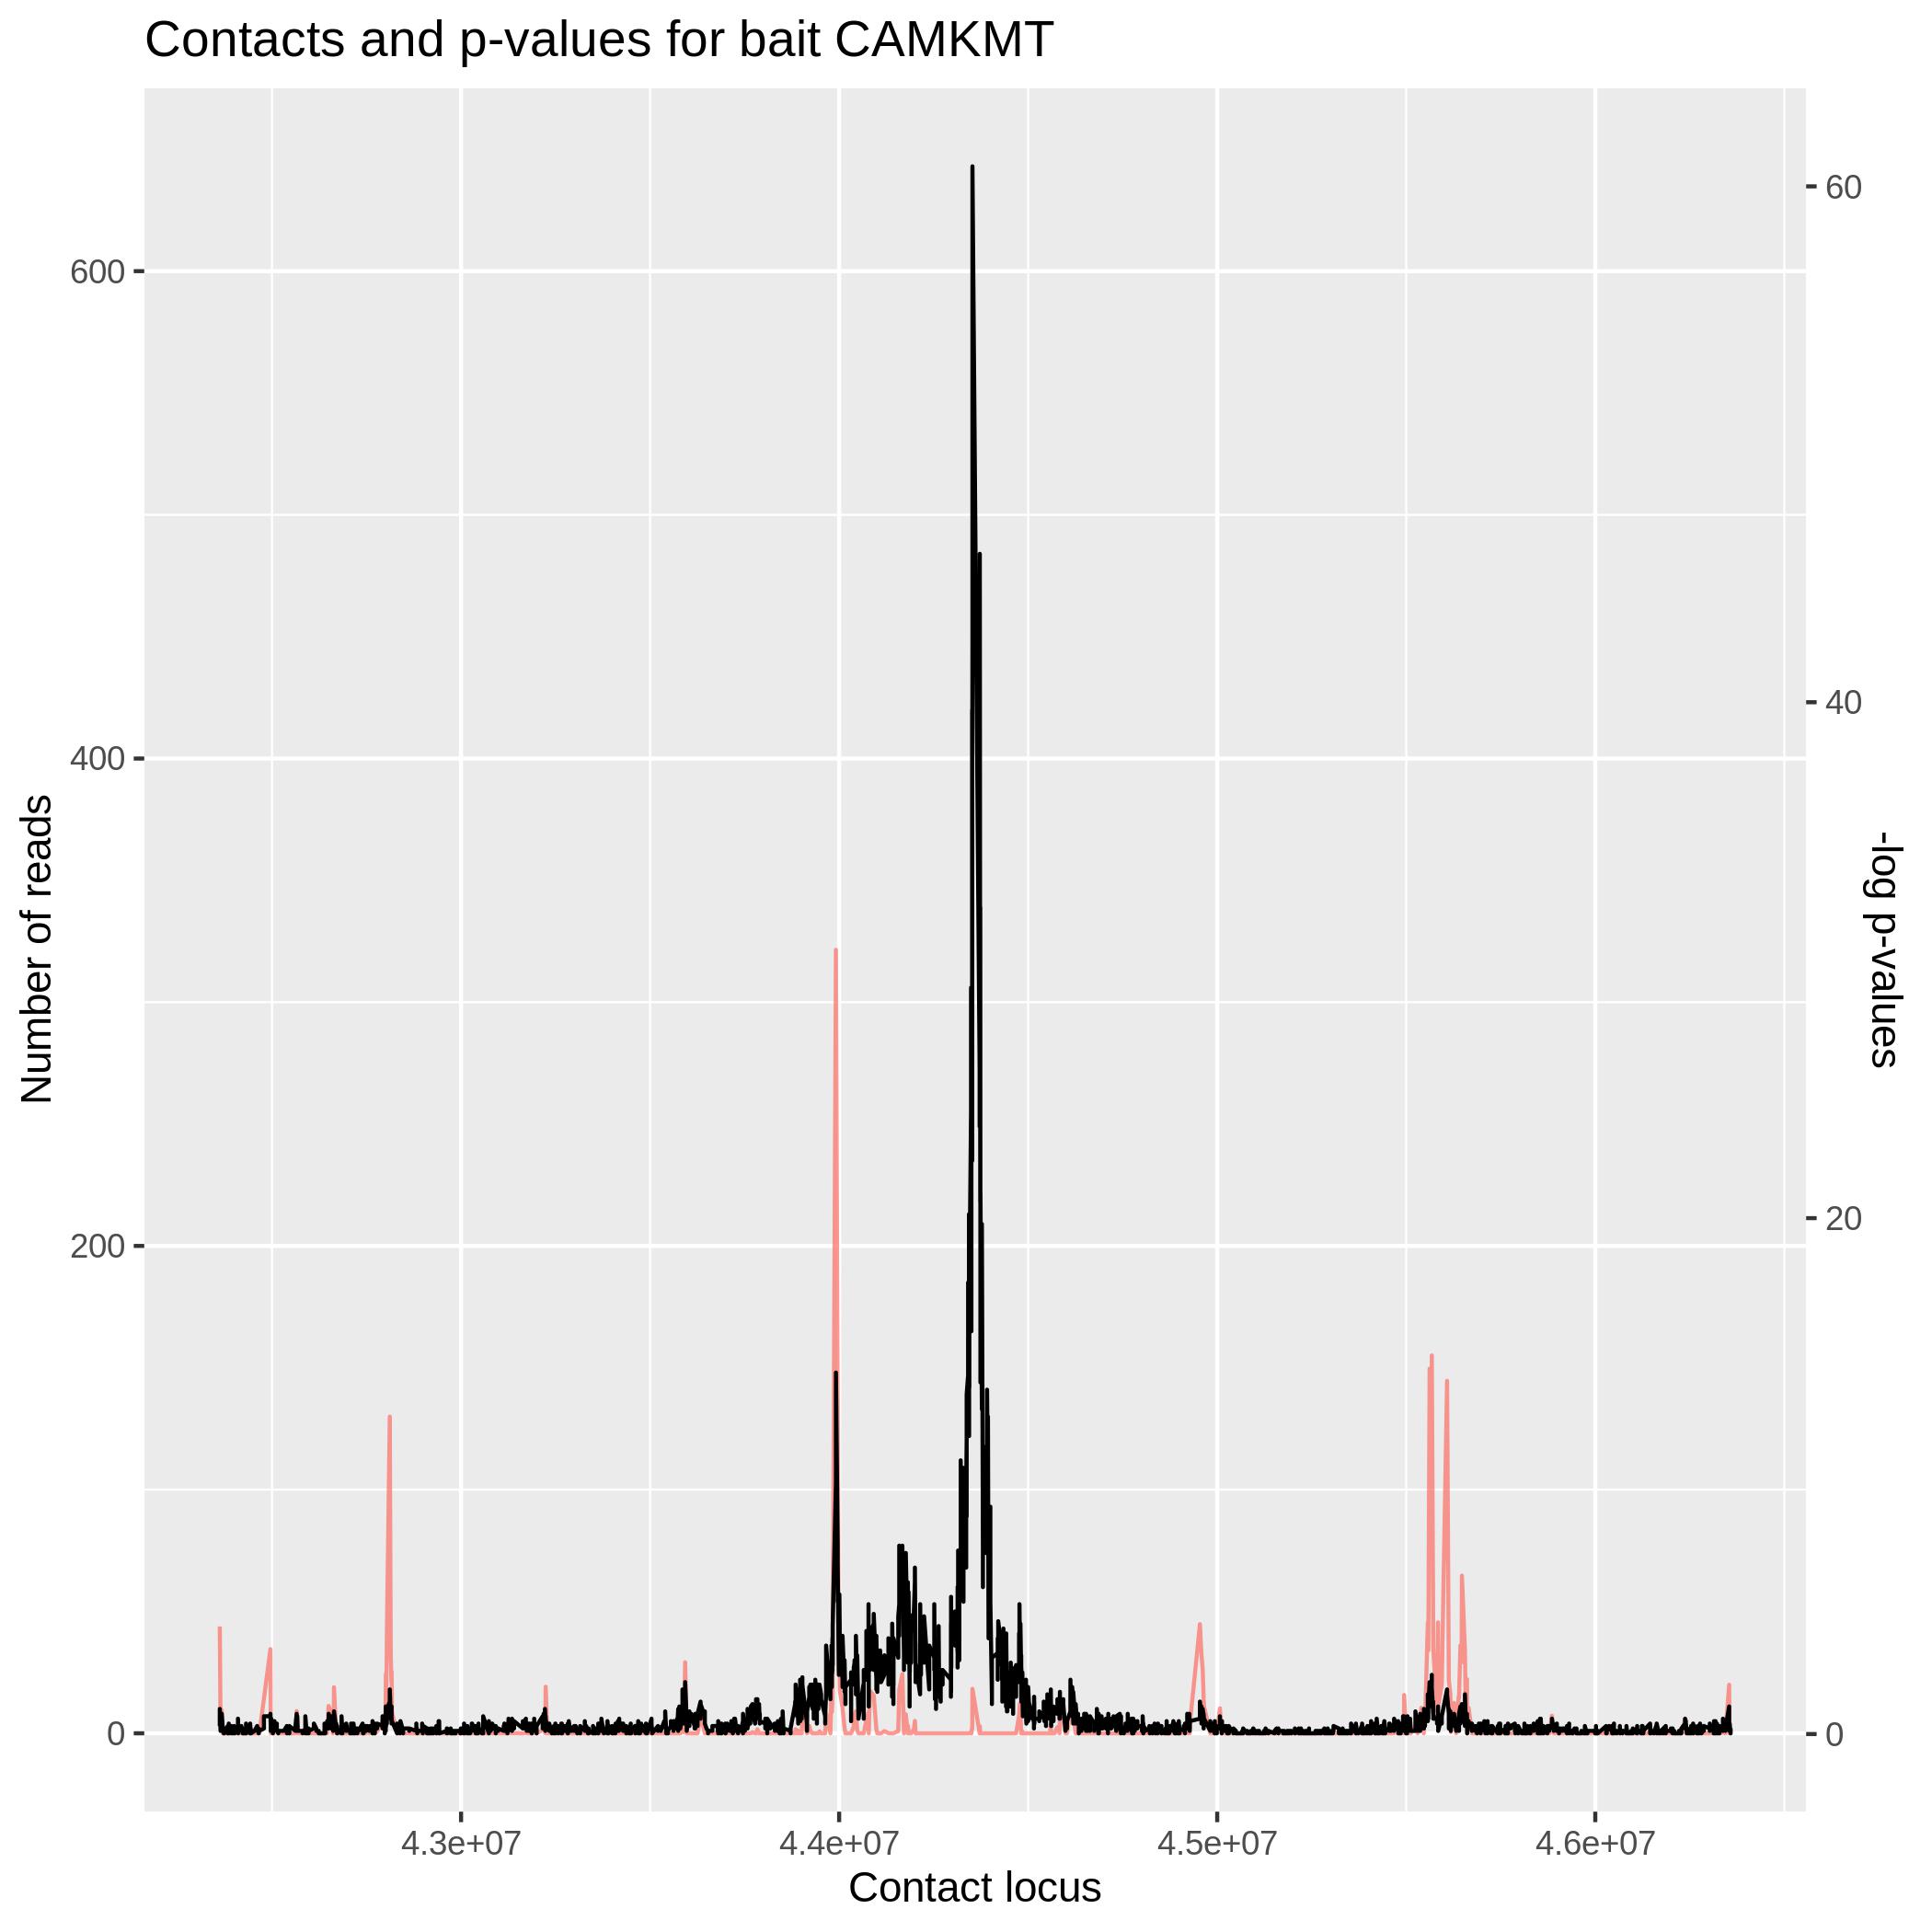 Contacts and p-values for bait CAMKMT
600
400
200
0
Number of reads
60
40
20
0
-log p-values
4.3e+07
4.4e+07
4.5e+07
4.6e+07
Contact locus